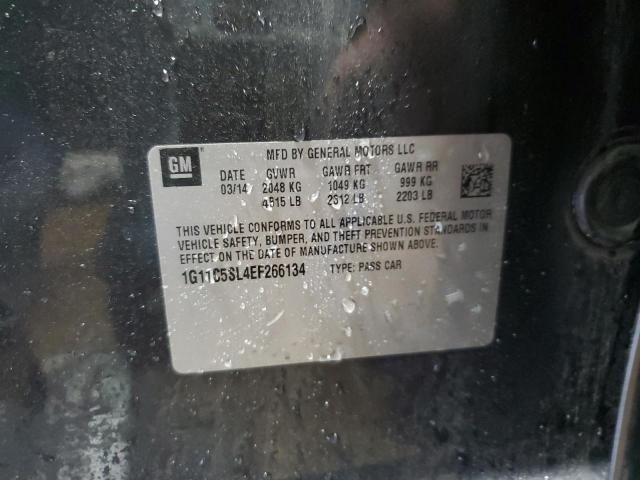 GM
MFD BY GENERAL MOTORS LLC
DATE GVWR GAWR FRT GAWR RR
03/14 2048 KG 1049 KG 999 KG
4515 LB 2312 LB 2203 LB
THIS VEHICLE CONFORMS TO ALL APPLICABLE U.S. FEDERAL MOTOR
VEHICLE SAFETY, BUMPER, AND THEFT PREVENTION STANDARDS IN
EFFECT ON THE DATE OF MANUFACTURE SHOWN ABOVE.
1G11C5SL4EF266134 TYPE: PASS CAR